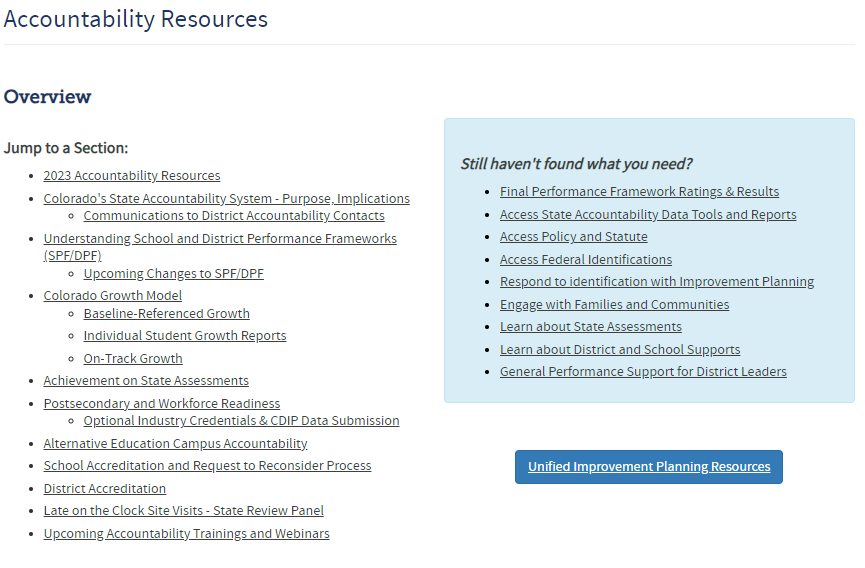 Accountability Resources
Overview
Jump to a Section:
2023 Accountability Resources
Colorado's State Accountability System - Purpose, Implications
Communications to District Accountability Contacts
Understanding School and District Performance Frameworks
(SPF/DPF)
Upcoming Changes to SPF/DPF
Colorado Growth Model
Baseline-Referenced Growth
Individual Student Growth Reports
On-Track Growth
Achievement on State Assessments
Postsecondary and Workforce Readiness
Optional Industry Credentials & CDIP Data Submission
Alternative Education Campus Accountability
School Accreditation and Request to Reconsider Process
District Accreditation
Late on the Clock Site Visits - State Review Panel
Upcoming Accountability Trainings and Webinars
Still haven't found what you need?
Final Performance Framework Ratings & Results
Access State Accountability Data Tools and Reports
Access Policy and Statute
Access Federal Identifications
Respond to identification with Improvement Planning
Engage with Families and Communities
Learn about State Assessments
Learn about District and School Supports
General Performance Support for District Leaders
Unified Improvement Planning Resources